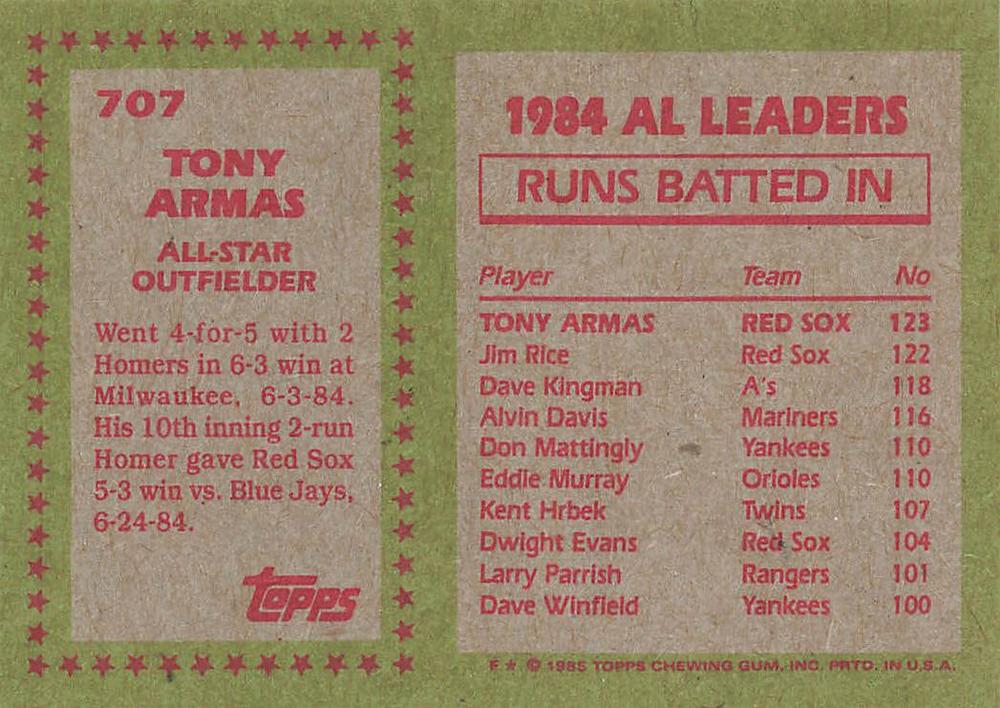 707
TONY
ARMAS
ALL-STAR
OUTFIELDER
Went 4-for-5 with 2
Homers in 6-3 win at
Milwaukee, 6-3-84.
His 10th inning 2-run
Homer gave Red Sox
5-3 win vs. Blue Jays,
6-24-84.
topps
1984 AL LEADERS
RUNS BATTED IN
Player Team No
TONY ARMAS RED SOX 123
Jim Rice Red Sox 122
Dave Kingman A's 118
Alvin Davis Mariners 116
Don Mattingly Yankees 110
Eddie Murray Orioles 110
Kent Hrbek Twins 107
Dwight Evans Red Sox 104
Larry Parrish Rangers 101
Dave Winfield Yankees 100
F★ © 1985 TOPPS CHEWING GUM, INC. PRTD. IN U.S.A.